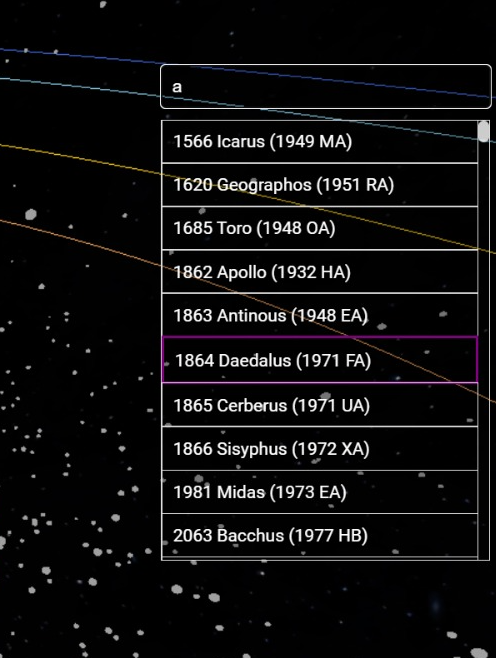 a
1566 Icarus (1949 MA)
1620 Geographos (1951 RA)
1685 Toro (1948 OA)
1862 Apollo (1932 HA)
1863 Antinous (1948 EA)
1864 Daedalus (1971 FA)
1865 Cerberus (1971 UA)
1866 Sisyphus (1972 XA)
1981 Midas (1973 EA)
2063 Bacchus (1977 HB)